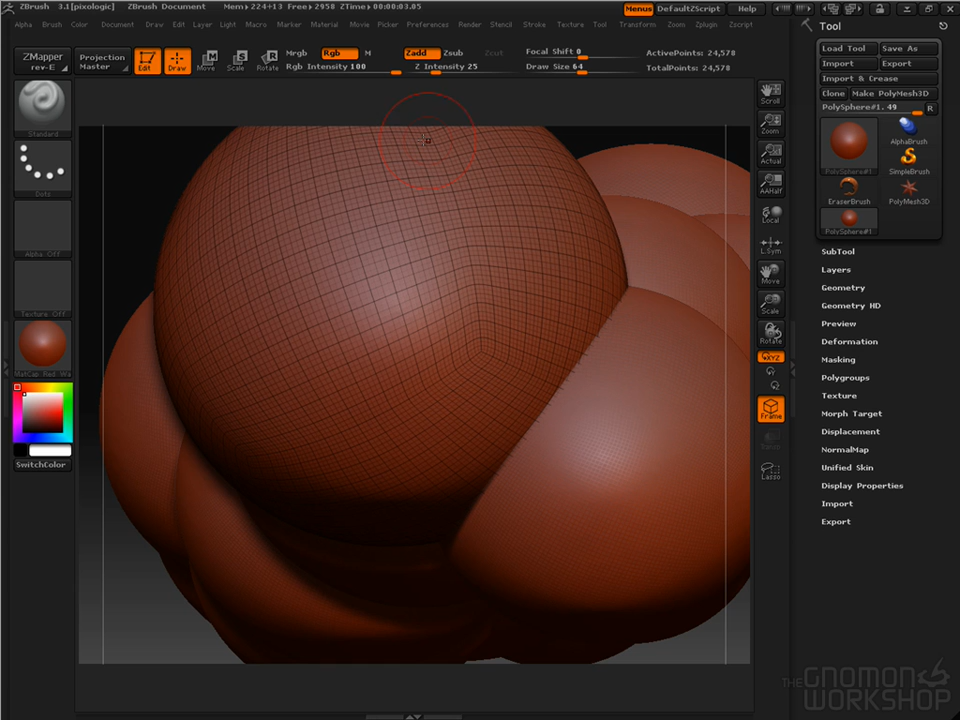 ZBrush 3.1[pixologic] ZBrush Document Mem▸224+13 Free▸2958 ZTime▸00:00:03.05 Menus DefaultZScript Help
Alpha Brush Color Document Draw Edit Layer Light Macro Marker Material Movie Picker Preferences Render Stencil Stroke Texture Tool Transform Zoom Zplugin Zscript
Tool
ZMapper
rev-E
Projection
Master
Edit
Draw
Move
Scale
Rotate
Mrgb Rgb M
Rgb Intensity 100
Zadd Zsub Zcut
Z Intensity 25
Focal Shift 0
Draw Size 64
ActivePoints: 24,578
TotalPoints: 24,578
Standard
Dots
Alpha Off
Texture Off
MatCap Red Wa
SwitchColor
Scroll
Zoom
Actual
AAHalf
Local
L.Sym
Move
Scale
Rotate
XYZ
Frame
Lasso
Load Tool Save As
Import Export
Import & Crease
Clone Make PolyMesh3D
PolySphere#1. 49 R
PolySphere#1
AlphaBrush
SimpleBrush
EraserBrush
PolyMesh3D
PolySphere#1
SubTool
Layers
Geometry
Geometry HD
Preview
Deformation
Masking
Polygroups
Texture
Morph Target
Displacement
NormalMap
Unified Skin
Display Properties
Import
Export
THE GNOMON
WORKSHOP